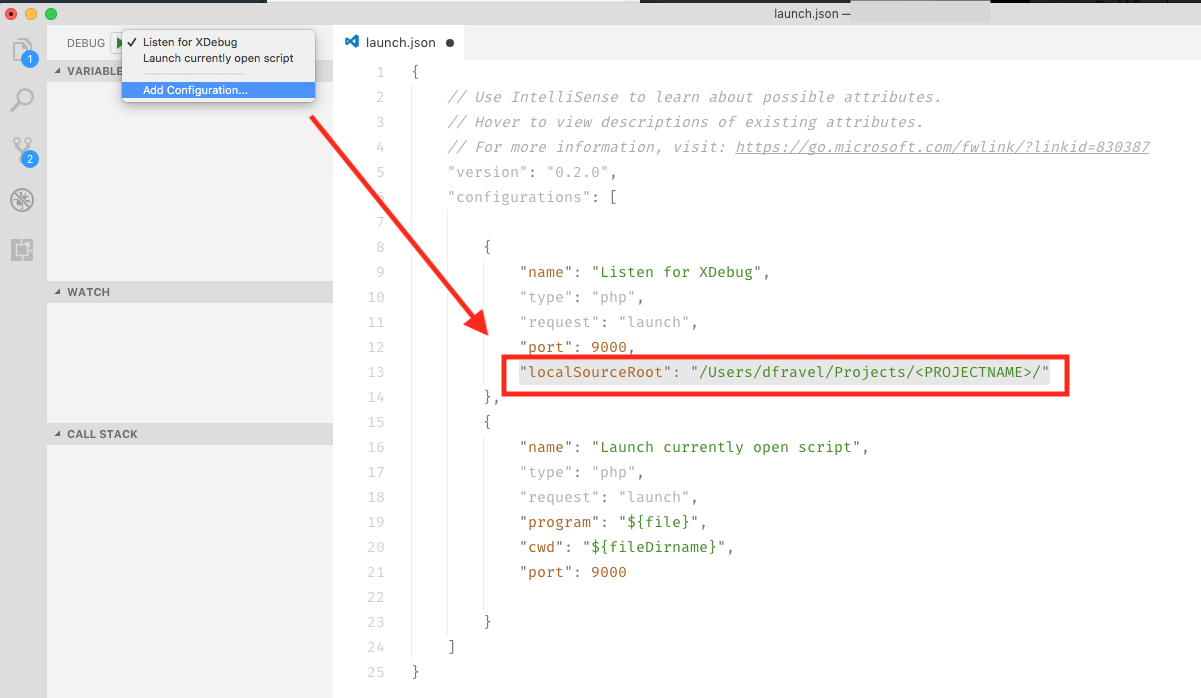 launch.json —
DEBUG
✓ Listen for XDebug
Launch currently open script
Add Configuration...
VARIABLE
WATCH
CALL STACK
1
2
launch.json ●
1 {
2 // Use IntelliSense to learn about possible attributes.
3 // Hover to view descriptions of existing attributes.
4 // For more information, visit: https://go.microsoft.com/fwlink/?linkid=830387
5 "version": "0.2.0",
6 "configurations": [
7
8 {
9 "name": "Listen for XDebug",
10 "type": "php",
11 "request": "launch",
12 "port": 9000,
13 "localSourceRoot": "/Users/dfravel/Projects/<PROJECTNAME>/"
14 },
15 {
16 "name": "Launch currently open script",
17 "type": "php",
18 "request": "launch",
19 "program": "${file}",
20 "cwd": "${fileDirname}",
21 "port": 9000
22
23 }
24 ]
25 }